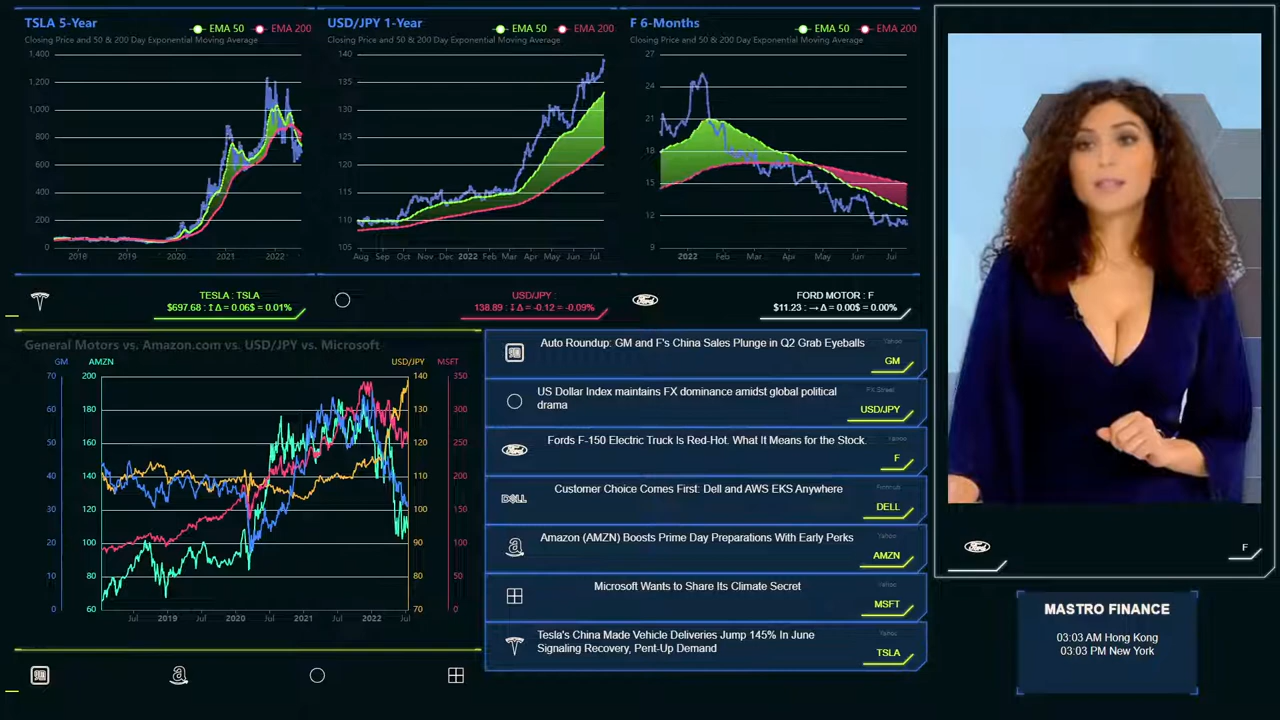 TSLA 5-Year
EMA 50
EMA 200
Closing Price and 50 & 200 Day Exponential Moving Average
1,400
1,200
1,000
800
600
400
200
0
2018
2019
2020
2021
2022
USD/JPY 1-Year
EMA 50
EMA 200
Closing Price and 50 & 200 Day Exponential Moving Average
140
135
130
125
120
115
110
105
Aug
Sep
Oct
Nov
Dec
2022
Feb
Mar
Apr
May
Jun
Jul
F 6-Months
EMA 50
EMA 200
Closing Price and 50 & 200 Day Exponential Moving Average
27
24
21
18
15
12
9
2022
Feb
Mar
Apr
May
Jun
Jul
TESLA : TSLA
$697.68 : ↕ Δ = 0.06$ = 0.01%
USD/JPY :
138.89 : ↕ Δ = -0.12 = -0.09%
Ford
FORD MOTOR : F
$11.23 : → Δ = 0.00$ = 0.00%
General Motors vs. Amazon.com vs. USD/JPY vs. Microsoft
GM
AMZN
USD/JPY
MSFT
70
60
50
40
30
20
10
0
200
180
160
140
120
100
80
60
140
130
120
110
100
90
80
70
350
300
250
200
150
100
50
0
Jul
2019
Jul
2020
Jul
2021
Jul
2022
Jul
GM
a
GM
Auto Roundup: GM and F's China Sales Plunge in Q2 Grab Eyeballs
Yahoo
GM
US Dollar Index maintains FX dominance amidst global political
drama
FX Street
USD/JPY
Ford
Fords F-150 Electric Truck Is Red-Hot. What It Means for the Stock.
Yahoo
F
DELL
Customer Choice Comes First: Dell and AWS EKS Anywhere
DELL
a
Amazon (AMZN) Boosts Prime Day Preparations With Early Perks
Yahoo
AMZN
Microsoft Wants to Share Its Climate Secret
Yahoo
MSFT
Tesla's China Made Vehicle Deliveries Jump 145% In June
Signaling Recovery, Pent-Up Demand
Yahoo
TSLA
Ford
F
MASTRO FINANCE
03:03 AM Hong Kong
03:03 PM New York